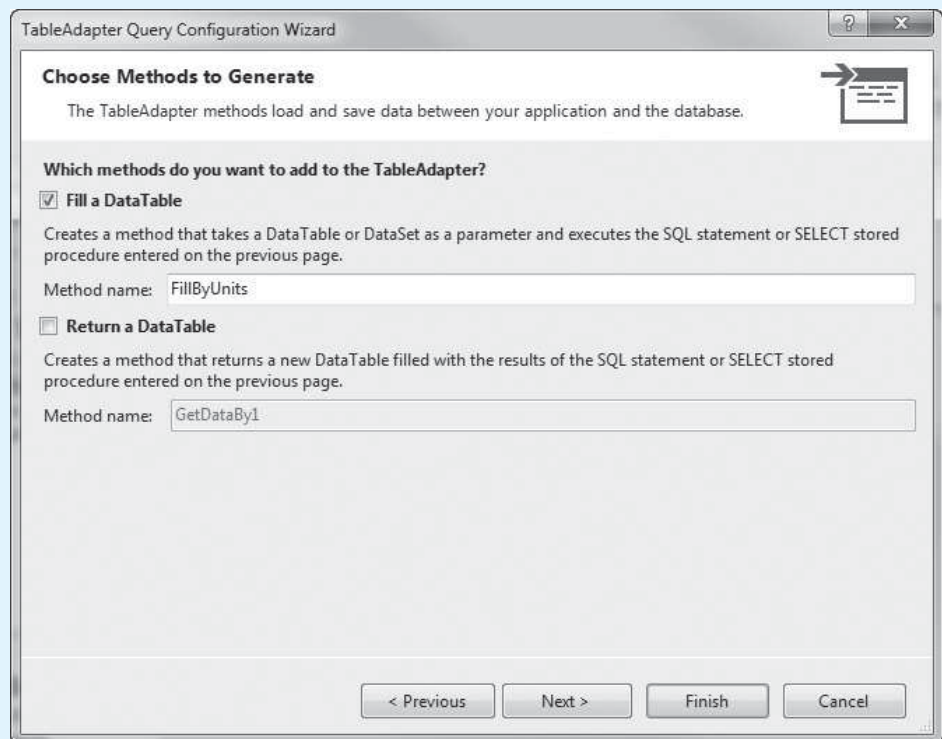 TableAdapter Query Configuration Wizard
?
X
Choose Methods to Generate
The TableAdapter methods load and save data between your application and the database.
Which methods do you want to add to the TableAdapter?
Fill a DataTable
Creates a method that takes a DataTable or DataSet as a parameter and executes the SQL statement or SELECT stored
procedure entered on the previous page.
Method name: FillByUnits
Return a DataTable
Creates a method that returns a new DataTable filled with the results of the SQL statement or SELECT stored
procedure entered on the previous page.
Method name: GetDataBy1
< Previous
Next >
Finish
Cancel